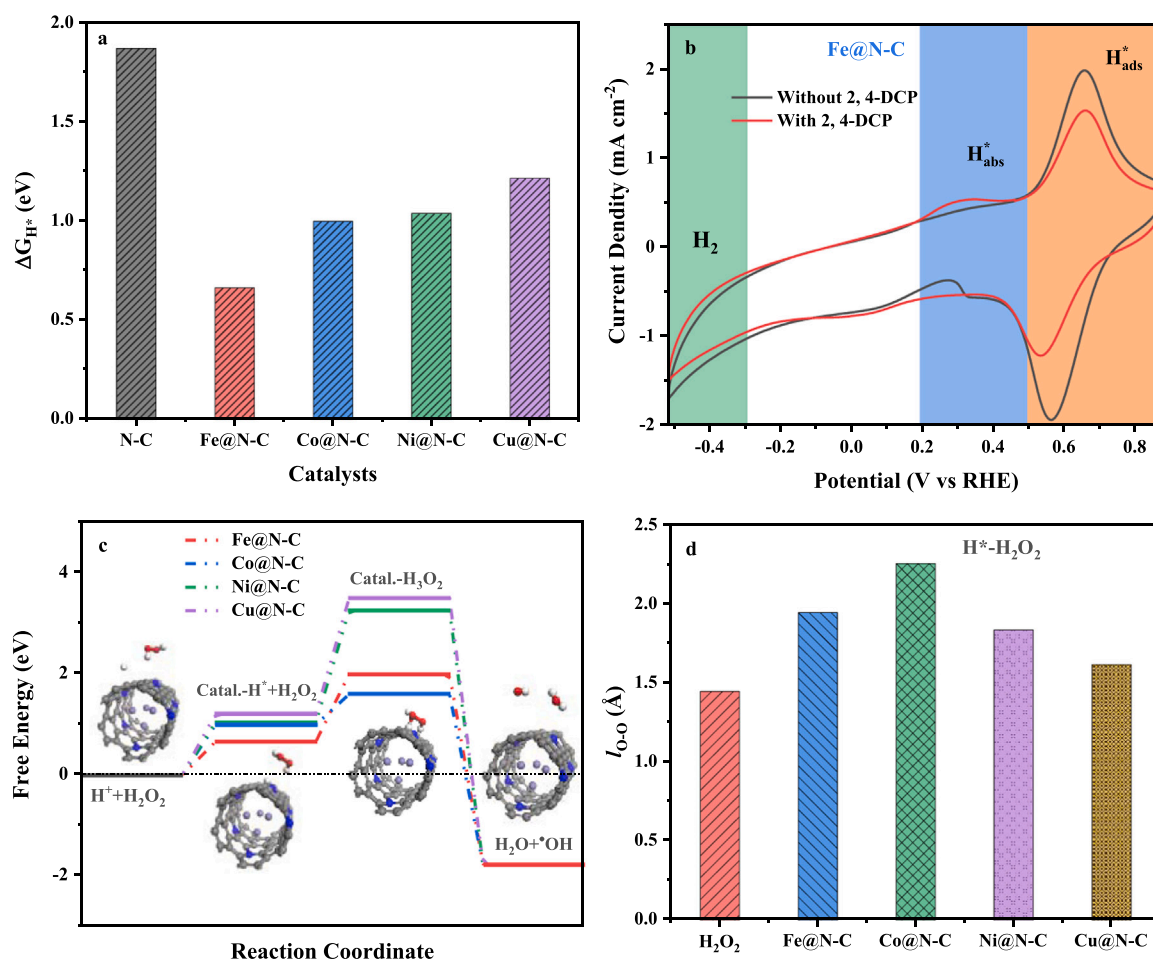 a
2.0
1.5
1.0
0.5
0.0
ΔG_H* (eV)
N-C Fe@N-C Co@N-C Ni@N-C Cu@N-C
Catalysts
b
Fe@N-C
H*ads
Without 2, 4-DCP
With 2, 4-DCP
H*abs
H₂
2
1
0
-1
-2
Current Dendity (mA cm⁻²)
-0.4 -0.2 0.0 0.2 0.4 0.6 0.8
Potential (V vs RHE)
c
Fe@N-C
Co@N-C
Ni@N-C
Cu@N-C
Catal.-H₃O₂
Catal.-H*+H₂O₂
H⁺+H₂O₂
H₂O+•OH
4
2
0
-2
Free Energy (eV)
Reaction Coordinate
d
H*-H₂O₂
2.5
2.0
1.5
1.0
0.5
0.0
l_O-O (Å)
H₂O₂ Fe@N-C Co@N-C Ni@N-C Cu@N-C